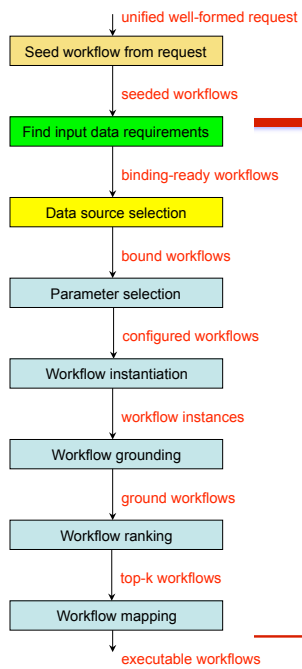 unified well-formed request
Seed workflow from request
seeded workflows
Find input data requirements
binding-ready workflows
Data source selection
bound workflows
Parameter selection
configured workflows
Workflow instantiation
workflow instances
Workflow grounding
ground workflows
Workflow ranking
top-k workflows
Workflow mapping
executable workflows